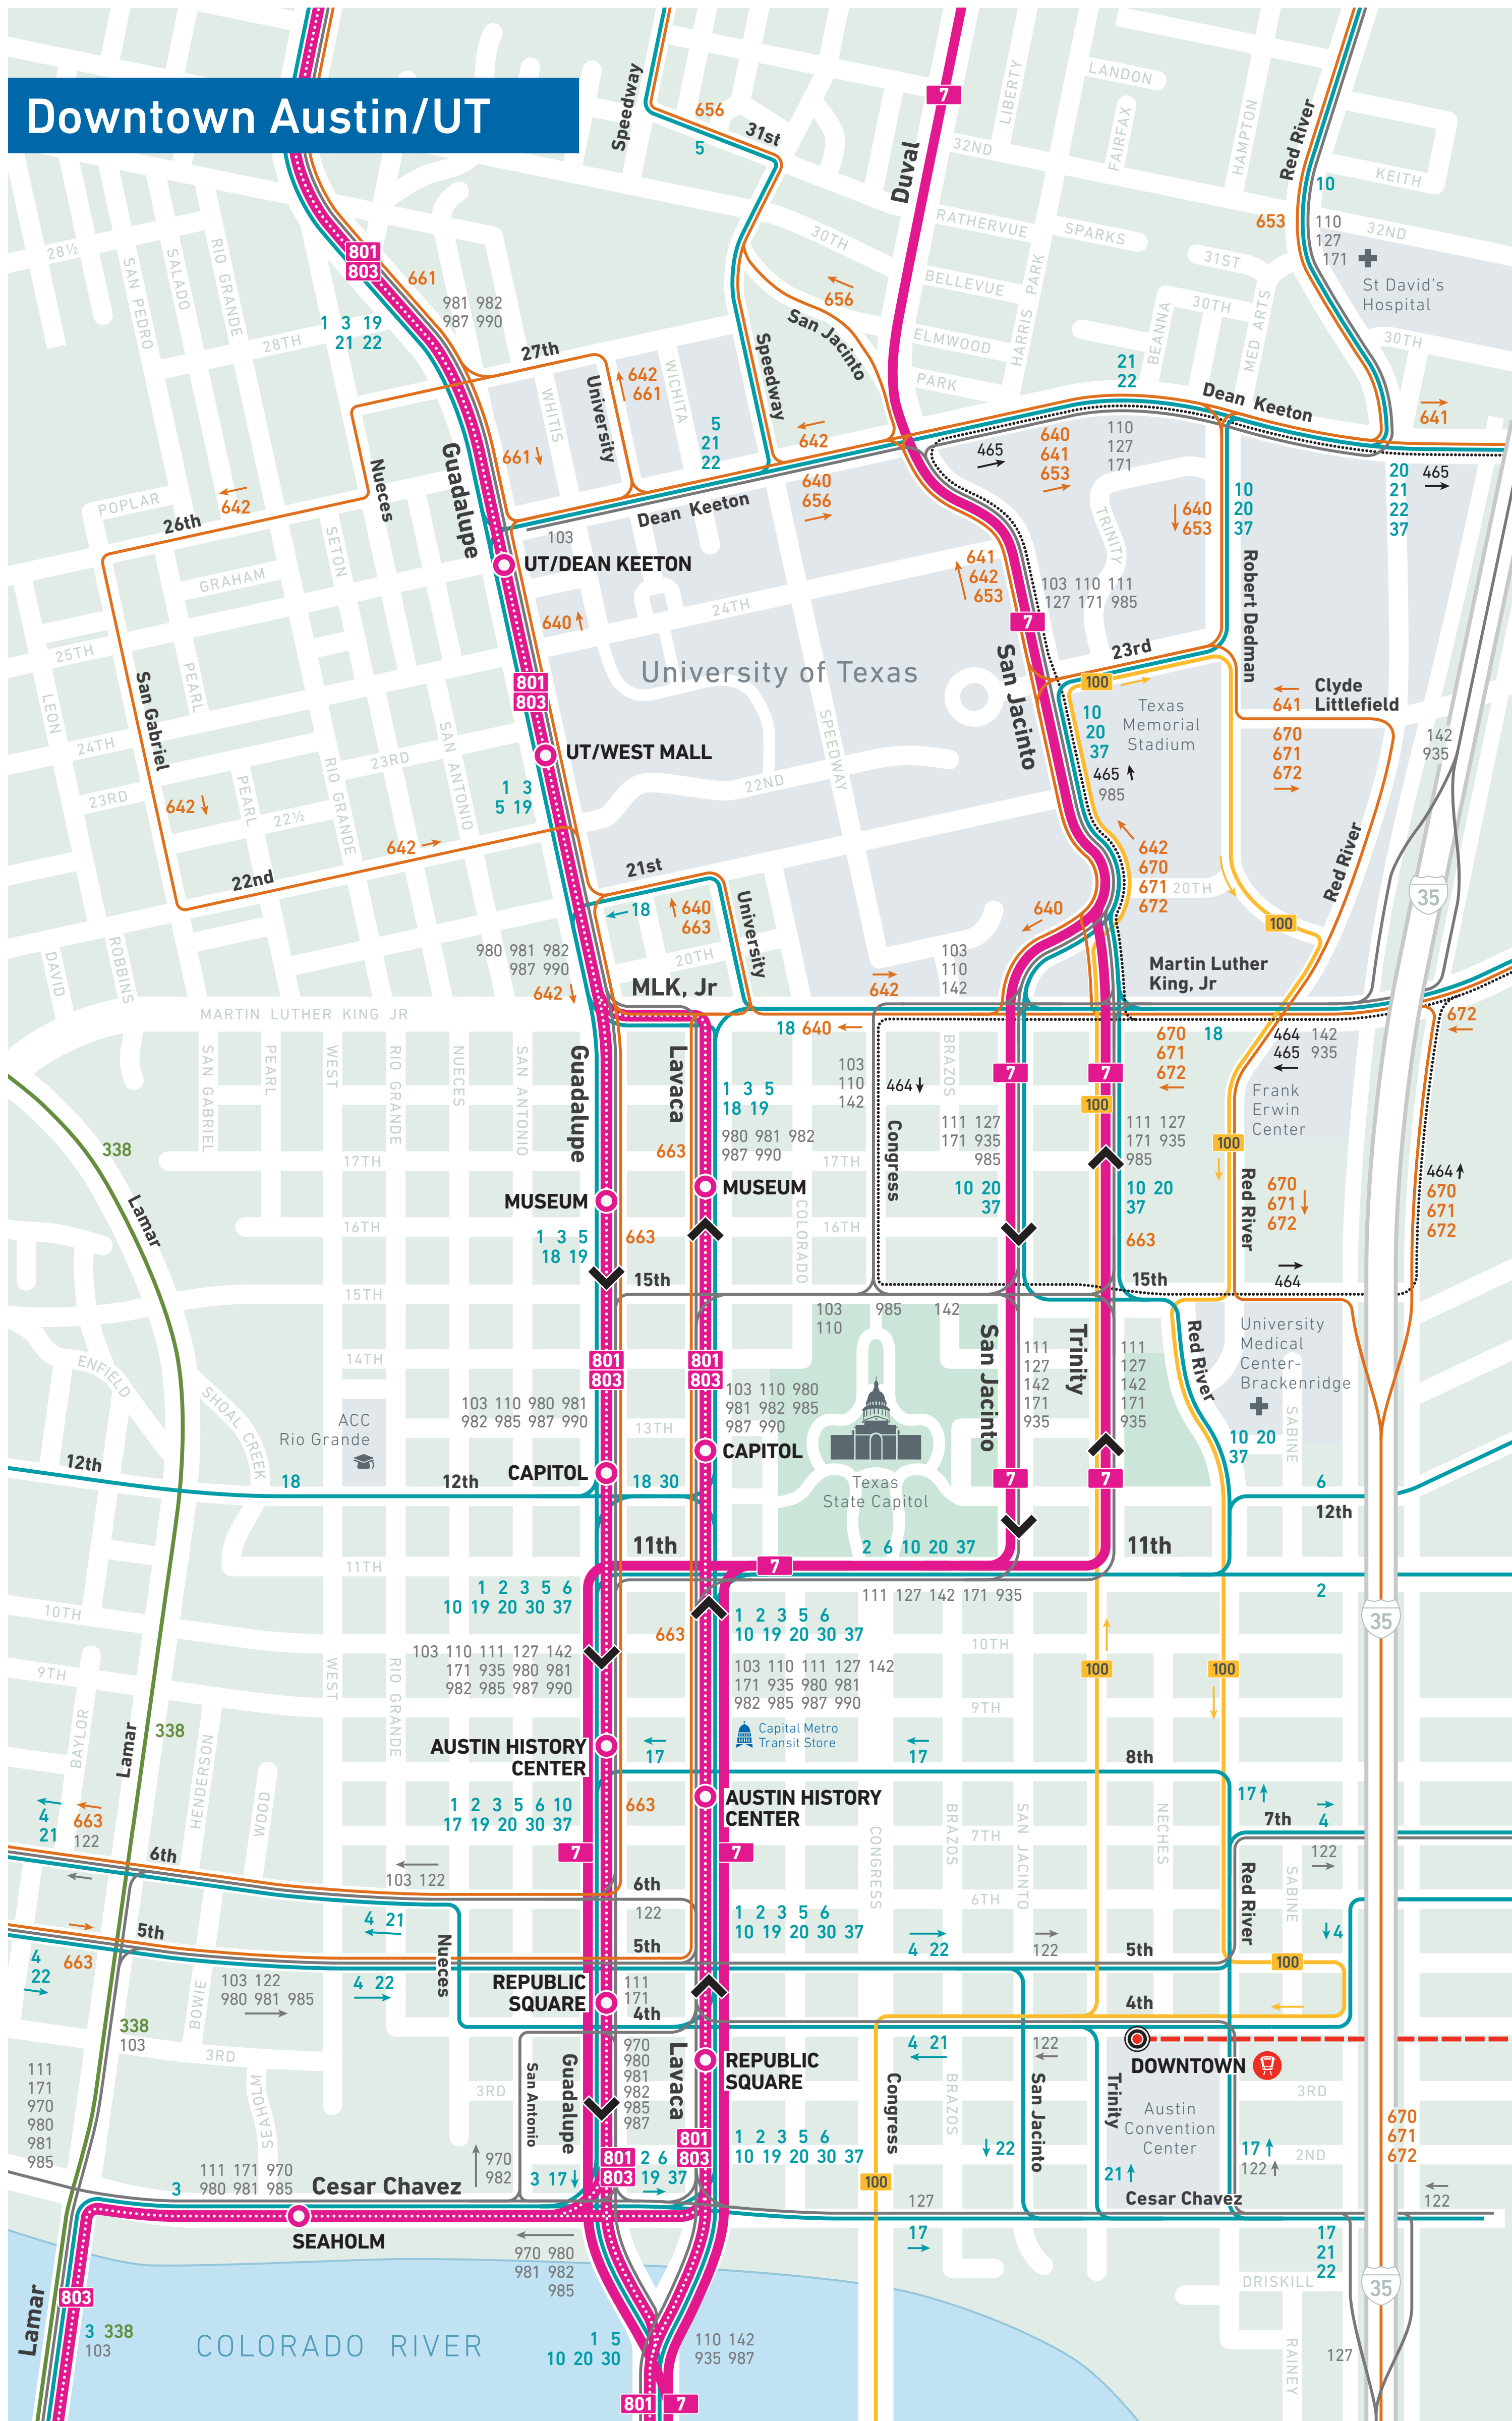 Downtown Austin/UT
Speedway
656
31st
5
7
Duval
LIBERTY
LANDON
FAIRFAX
HAMPTON
Red River
32ND
KEITH
10
653
110
127
171
32ND
St David's
Hospital
28½
SAN PEDRO
SALADO
RIO GRANDE
801
803
661
981 982
987 990
1 3 19
21 22
28TH
30TH
656
San Jacinto
RATHERVUE
SPARKS
BELLEVUE
HARRIS PARK
ELMWOOD
PARK
31ST
30TH
BEANNA
MED ARTS
30TH
27th
WHITIS
University
642
661
WICHITA
Speedway
5
21
22
642
21
22
Dean Keeton
641
661
Guadalupe
Nueces
POPLAR
642
26th
465
640
641
653
110
127
171
640
656
Dean Keeton
103
20
21
22
37
465
10
20
37
640
653
TRINITY
UT/DEAN KEETON
SETON
GRAHAM
24TH
640
641
642
653
103 110 111
127 171 985
7
Robert Dedman
23rd
100
25TH
University of Texas
San Jacinto
San Gabriel
PEARL
LEON
801
803
UT/WEST MALL
SPEEDWAY
10
20
37
Texas
Memorial
Stadium
641
Clyde
Littlefield
670
671
672
142
935
465
985
24TH
23RD
23RD
SAN ANTONIO
RIO GRANDE
PEARL
22½
22ND
1 3
5 19
642
642
22nd
21st
18
640
663
University
20TH
642
670
671
672
20TH
Red River
35
100
640
DAVID
ROBBINS
980 981 982
987 990
642
MLK, Jr
642
103
110
142
Martin Luther
King, Jr
MARTIN LUTHER KING JR
18 640
670
671
672
18
464
465
142
935
672
SAN GABRIEL
PEARL
WEST
RIO GRANDE
NUECES
SAN ANTONIO
Guadalupe
Lavaca
1 3 5
18 19
980 981 982
987 990
103
110
142
464
BRAZOS
7
7
100
Frank
Erwin
Center
338
Lamar
663
Congress
111 127
171 935
985
111 127
171 935
985
100
17TH
17TH
MUSEUM
MUSEUM
10 20
37
10 20
37
Red River
670
671
672
464
670
671
672
16TH
1 3 5
18 19
663
COLORADO
16TH
663
15th
15TH
15th
464
103
110
985
142
San Jacinto
Trinity
Red River
University
Medical
Center-
Brackenridge
14TH
ENFIELD
SHOAL CREEK
801
803
801
803
111
127
142
171
935
111
127
142
171
935
103 110 980 981
982 985 987 990
103 110 980
981 982 985
987 990
ACC
Rio Grande
13TH
SABINE
10 20
37
12th
18
12th
CAPITOL
18 30
CAPITOL
Texas
State Capitol
7
7
6
12th
11TH
11th
7
2 6 10 20 37
11th
1 2 3 5 6
10 19 20 30 37
111 127 142 171 935
2
10TH
663
1 2 3 5 6
10 19 20 30 37
35
10TH
9TH
WEST
RIO GRANDE
103 110 111 127 142
171 935 980 981
982 985 987 990
103 110 111 127 142
171 935 980 981
982 985 987 990
100
100
9TH
BAYLOR
Lamar
338
HENDERSON
WOOD
AUSTIN HISTORY
CENTER
17
Capital Metro
Transit Store
17
8th
4
21
663
122
1 2 3 5 6 10
17 19 20 30 37
663
AUSTIN HISTORY
CENTER
17
7th
4
CONGRESS
BRAZOS
SAN JACINTO
NECHES
7TH
7
7
122
6th
103 122
6th
6TH
Red River
SABINE
122
4 21
5th
1 2 3 5 6
10 19 20 30 37
4 22
122
5th
4
5th
4
22
663
Nueces
BOWIE
103 122
980 981 985
4 22
REPUBLIC
SQUARE
111
171
100
4th
4th
338
103
3RD
SEAHOLM
111
171
970
980
981
985
San Antonio
Guadalupe
970
980
981
982
985
987
Lavaca
REPUBLIC
SQUARE
4 21
122
DOWNTOWN
3RD
3RD
Congress
BRAZOS
San Jacinto
Trinity
Austin
Convention
Center
670
671
672
801
803
1 2 3 5 6
10 19 20 30 37
22
17
122
2ND
970
982
3 17
801
803
2 6
19 37
21
100
3
111 171 970
980 981 985
Cesar Chavez
127
Cesar Chavez
122
SEAHOLM
17
17
21
22
970 980
981 982
985
803
Lamar
DRISKILL
35
3 338
103
COLORADO RIVER
1 5
10 20 30
110 142
935 987
127
RAINEY
801
7